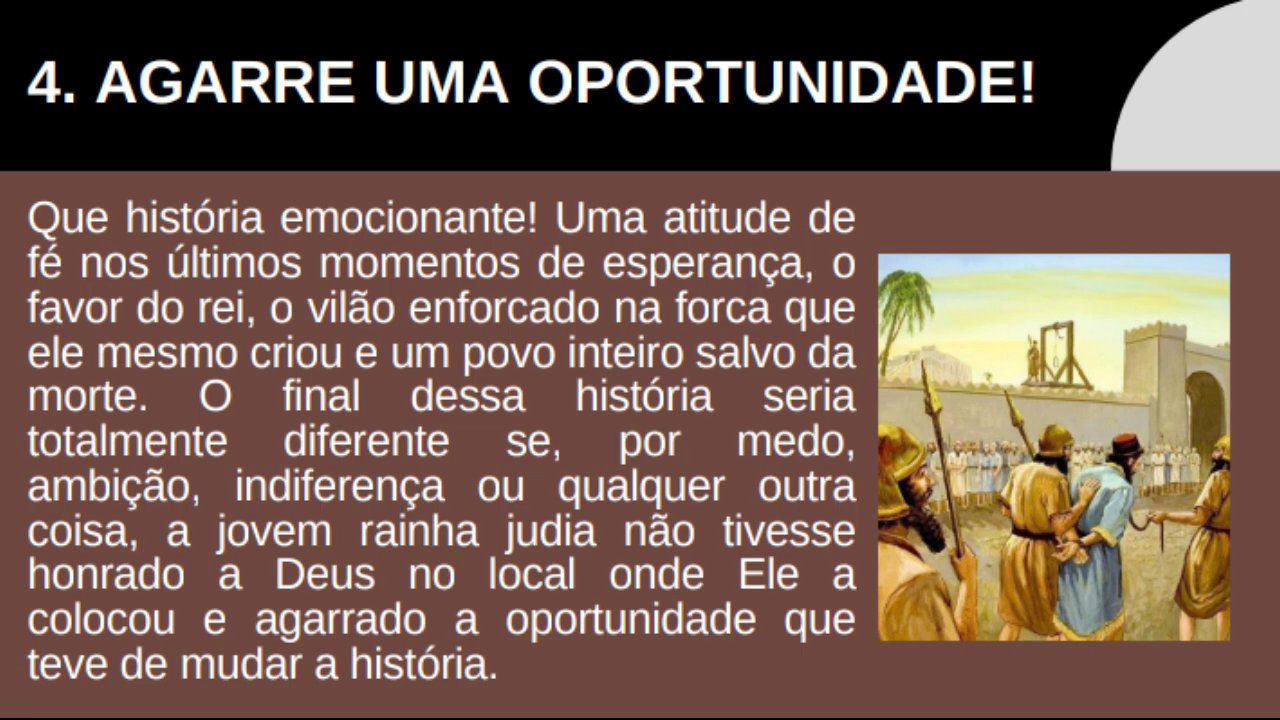 4. AGARRE UMA OPORTUNIDADE!
Que história emocionante! Uma atitude de
fé nos últimos momentos de esperança, o
favor do rei, o vilão enforcado na forca que
ele mesmo criou e um povo inteiro salvo da
morte. O final dessa história seria
totalmente diferente se, por medo,
ambição, indiferença ou qualquer outra
coisa, a jovem rainha judia não tivesse
honrado a Deus no local onde Ele a
colocou e agarrado a oportunidade que
teve de mudar a história.